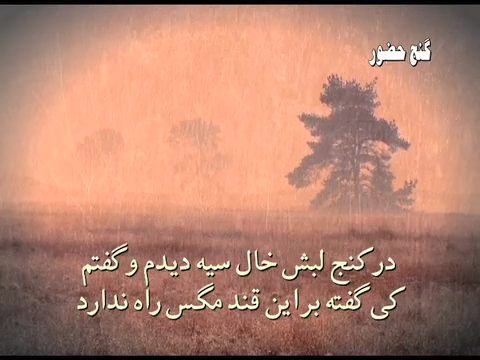 گنج حضور
در کنج لبش خال سیه دیدم و گفتم
کی گفته بر این قند مگس راه ندارد